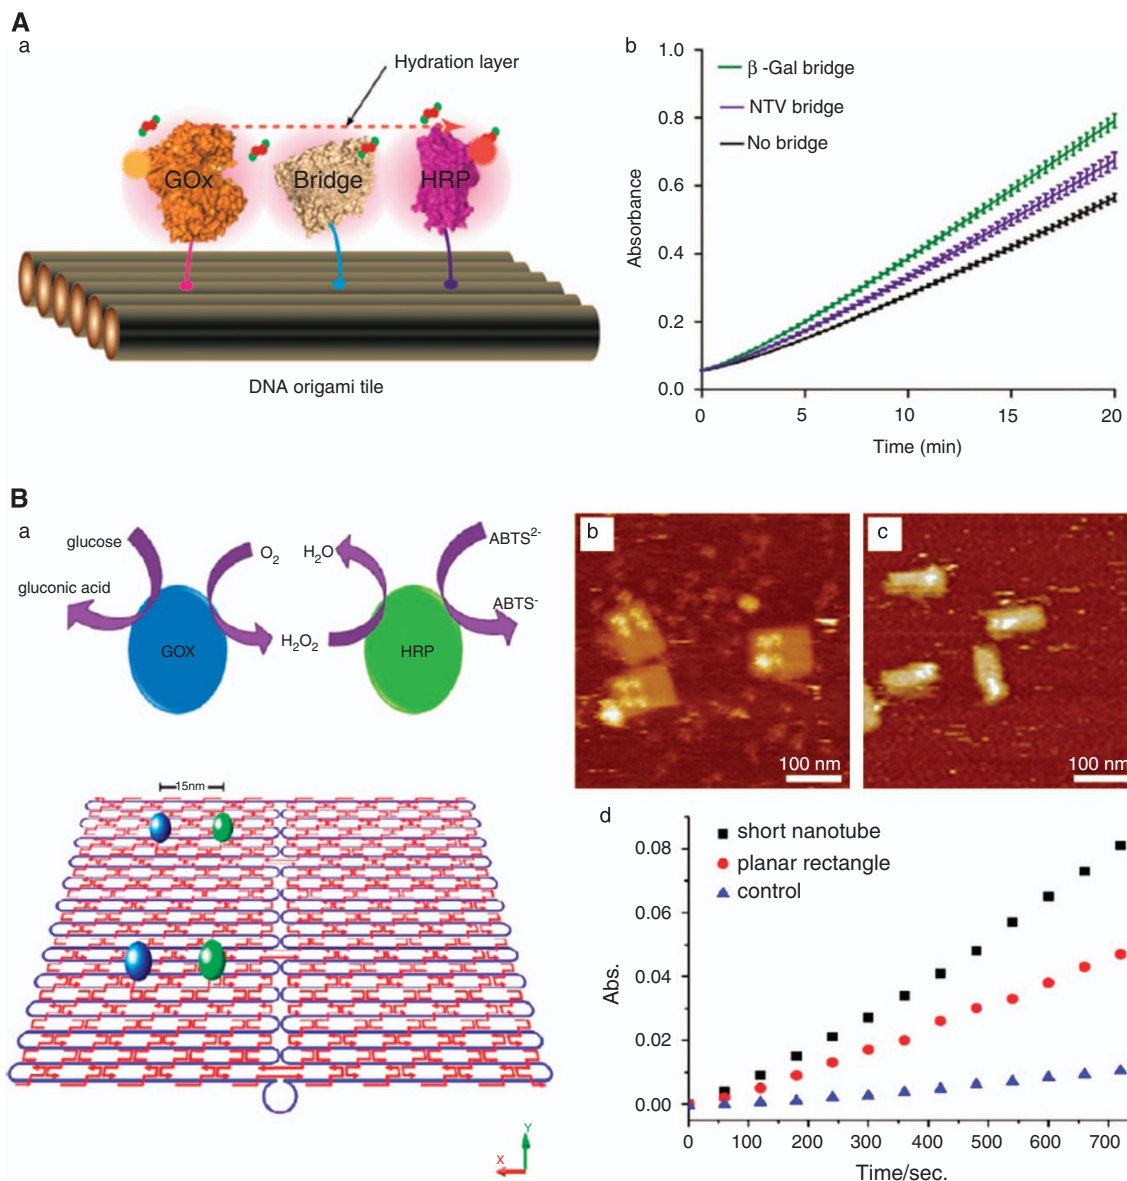 A
a
Hydration layer
GOx
Bridge
HRP
DNA origami tile
b
1.0
0.8
0.6
0.4
0.2
0.0
Absorbance
β -Gal bridge
NTV bridge
No bridge
0
5
10
15
20
Time (min)
B
a
glucose
gluconic acid
O2
H2O
H2O2
ABTS2-
ABTS-
GOX
HRP
15nm
Y
X
b
100 nm
c
100 nm
d
short nanotube
planar rectangle
control
0.08
0.06
0.04
0.02
0.00
Abs.
0
100
200
300
400
500
600
700
Time/sec.